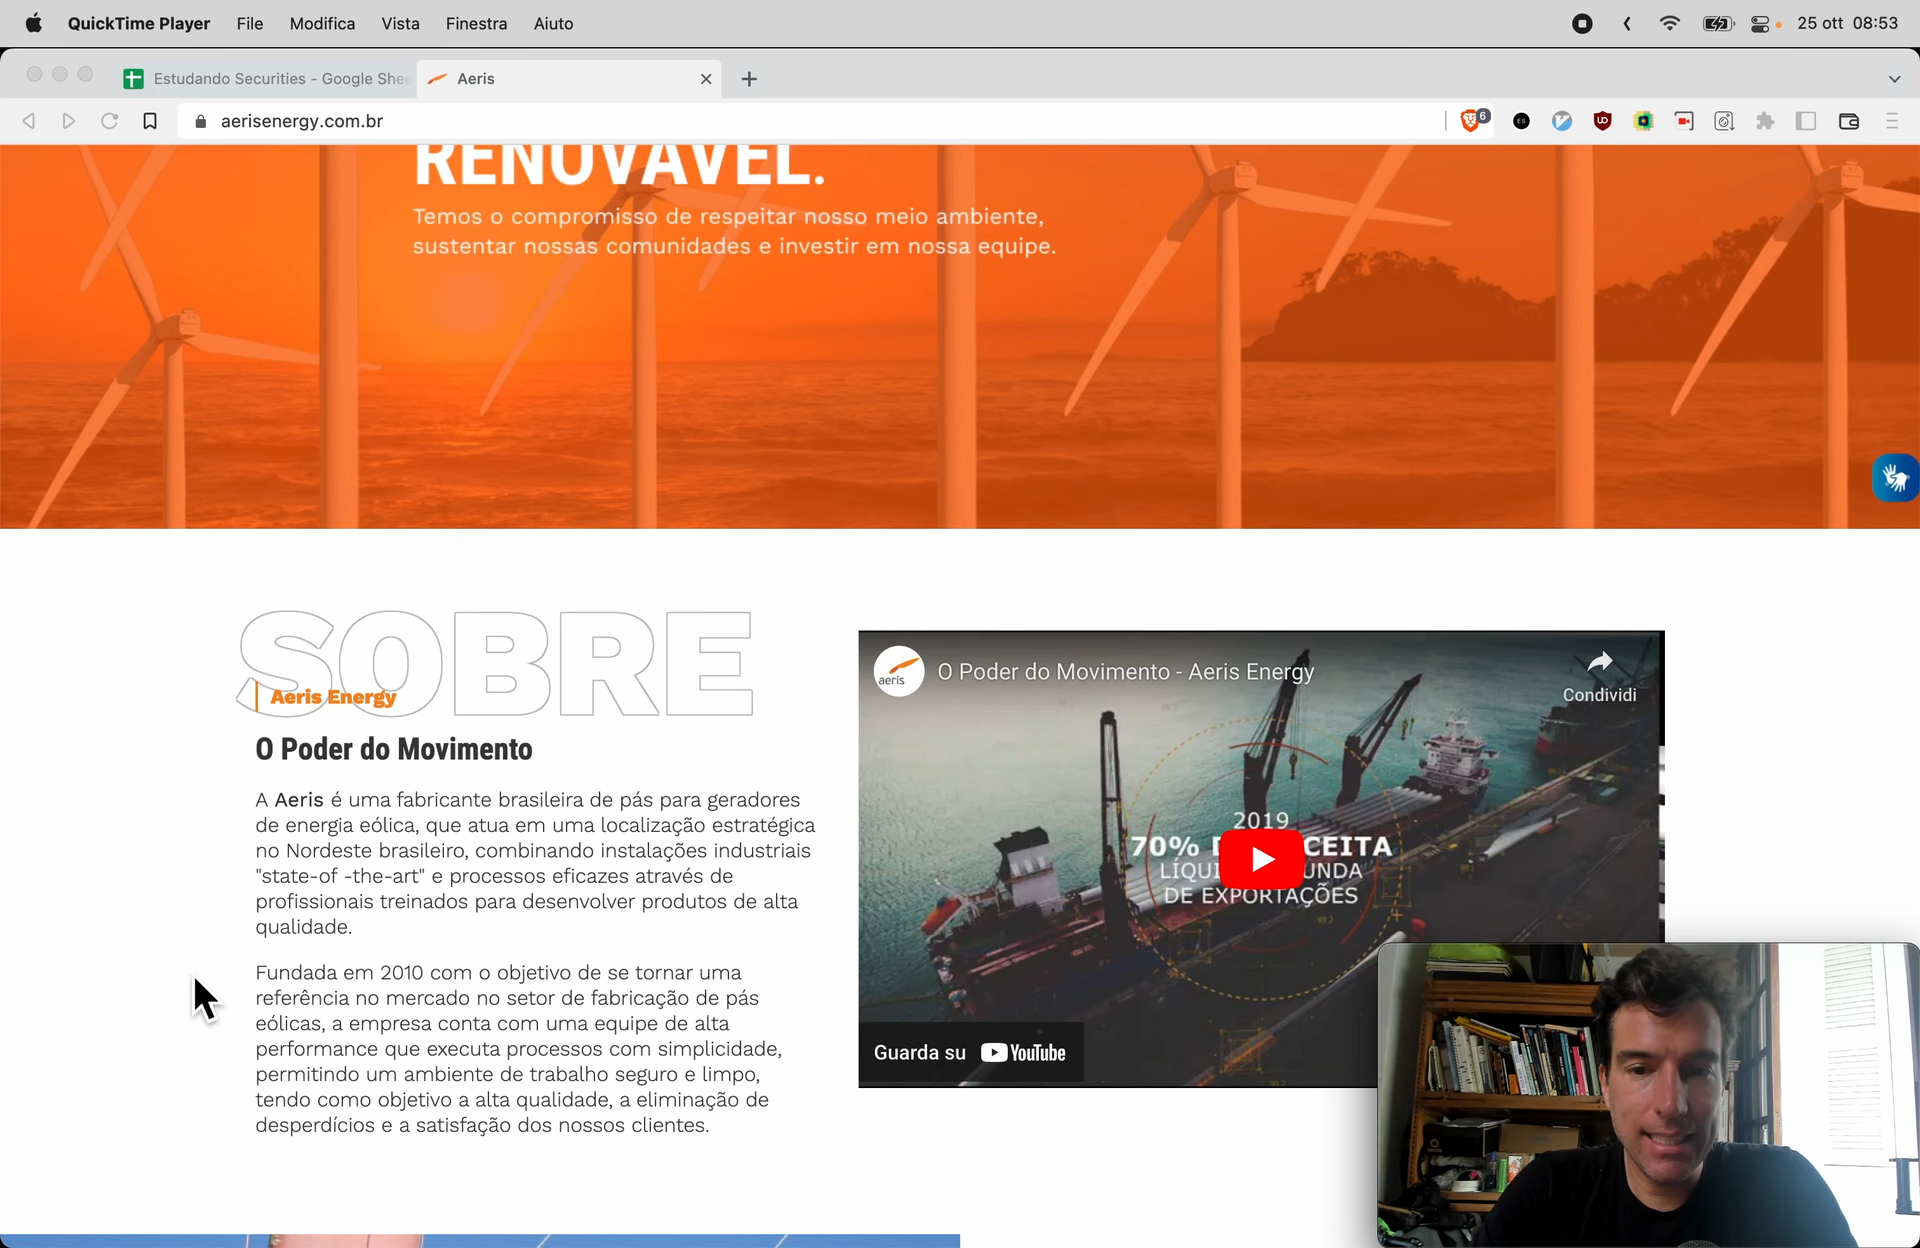 QuickTime Player File Modifica Vista Finestra Aiuto 25 ott 08:53
Estudando Securities - Google Shee
Aeris
aerisenergy.com.br
6
RENOVÁVEL.
Temos o compromisso de respeitar nosso meio ambiente,
sustentar nossas comunidades e investir em nossa equipe.
SOBRE
Aeris Energy
O Poder do Movimento
A Aeris é uma fabricante brasileira de pás para geradores
de energia eólica, que atua em uma localização estratégica
no Nordeste brasileiro, combinando instalações industriais
"state-of -the-art" e processos eficazes através de
profissionais treinados para desenvolver produtos de alta
qualidade.
Fundada em 2010 com o objetivo de se tornar uma
referência no mercado no setor de fabricação de pás
eólicas, a empresa conta com uma equipe de alta
performance que executa processos com simplicidade,
permitindo um ambiente de trabalho seguro e limpo,
tendo como objetivo a alta qualidade, a eliminação de
desperdícios e a satisfação dos nossos clientes.
aeris
O Poder do Movimento - Aeris Energy
Condividi
2019
70% CEITA
LÍQUI UNDA
DE EXPORTAÇÕES
Guarda su YouTube